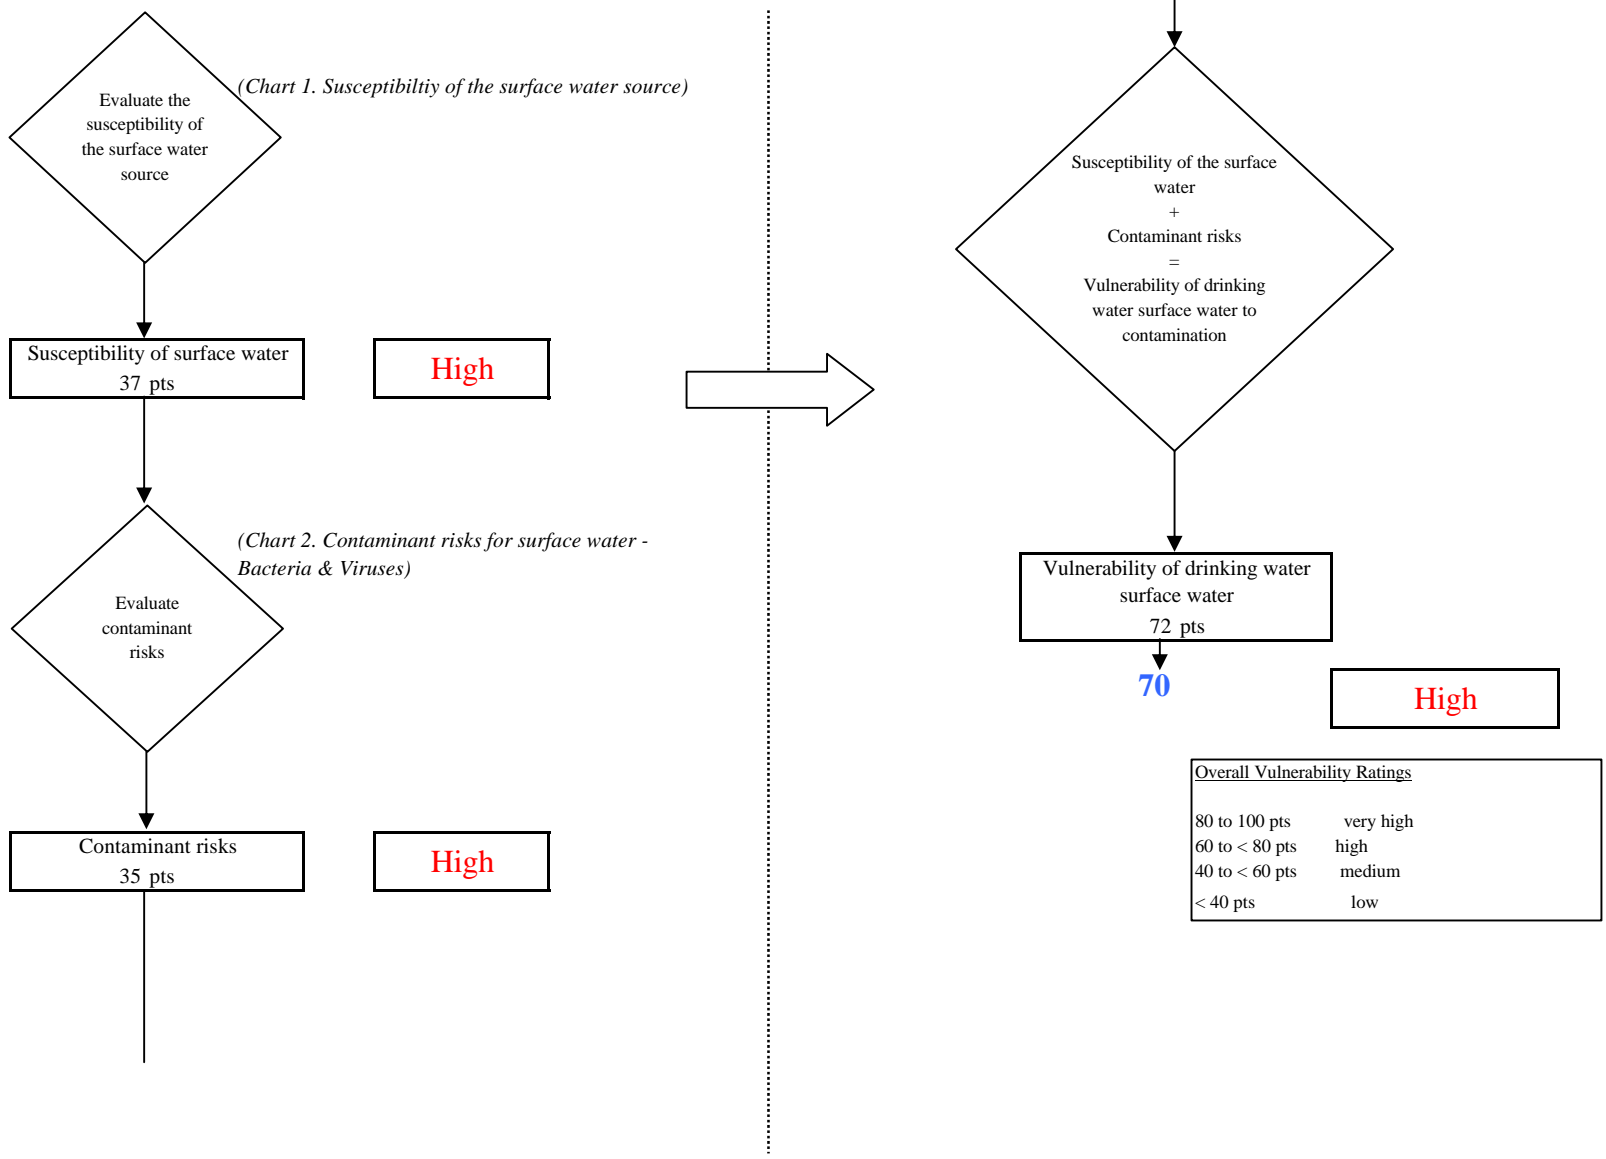 Evaluate the
susceptibility of
the surface water
source
(Chart 1. Susceptibiltiy of the surface water source)
Susceptibility of surface water
37 pts
High
(Chart 2. Contaminant risks for surface water -
Bacteria & Viruses)
Evaluate
contaminant
risks
Contaminant risks
35 pts
High
Susceptibility of the surface
water
+
Contaminant risks
=
Vulnerability of drinking
water surface water to
contamination
Vulnerability of drinking water
surface water
72 pts
70
High
Overall Vulnerability Ratings
80 to 100 pts very high
60 to < 80 pts high
40 to < 60 pts medium
< 40 pts low